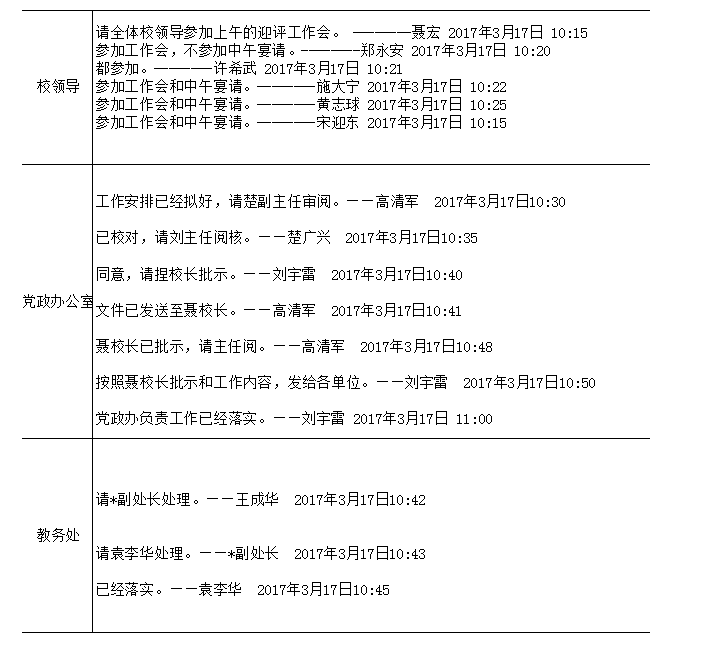 校领导
请全体校领导参加上午的迎评工作会。 ————聂宏 2017年3月17日 10:15
参加工作会，不参加中午宴请。————郑永安 2017年3月17日 10:20
都参加。————许希武 2017年3月17日 10:21
参加工作会和中午宴请。————施大宁 2017年3月17日 10:22
参加工作会和中午宴请。————黄志球 2017年3月17日 10:25
参加工作会和中午宴请。————宋迎东 2017年3月17日 10:15
党政办公室
工作安排已经拟好，请楚副主任审阅。——高清军 2017年3月17日10:30
已校对，请刘主任阅核。——楚广兴 2017年3月17日10:35
同意，请捏校长批示。——刘宇雷 2017年3月17日10:40
文件已发送至聂校长。——高清军 2017年3月17日10:41
聂校长已批示，请主任阅。——高清军 2017年3月17日10:48
按照聂校长批示和工作内容，发给各单位。——刘宇雷 2017年3月17日10:50
党政办负责工作已经落实。——刘宇雷 2017年3月17日 11:00
教务处
请*副处长处理。——王成华 2017年3月17日10:42
请袁李华处理。——*副处长 2017年3月17日10:43
已经落实。——袁李华 2017年3月17日10:45